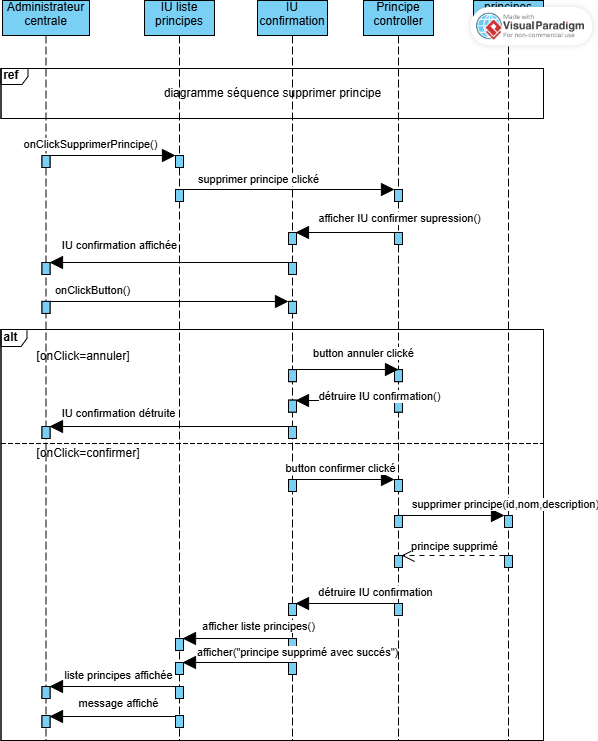 Administrateur
centrale
IU liste
principes
IU
confirmation
Principe
controller
principes
Made with
VisualParadigm
For non-commercial use
ref
diagramme séquence supprimer principe
onClickSupprimerPrincipe()
supprimer principe clické
afficher IU confirmer supression()
IU confirmation affichée
onClickButton()
alt
[onClick=annuler]
button annuler clické
détruire IU confirmation()
IU confirmation détruite
[onClick=confirmer]
button confirmer clické
supprimer principe(id,nom,description)
principe supprimé
détruire IU confirmation
afficher liste principes()
afficher("principe supprimé avec succés")
liste principes affichée
message affiché